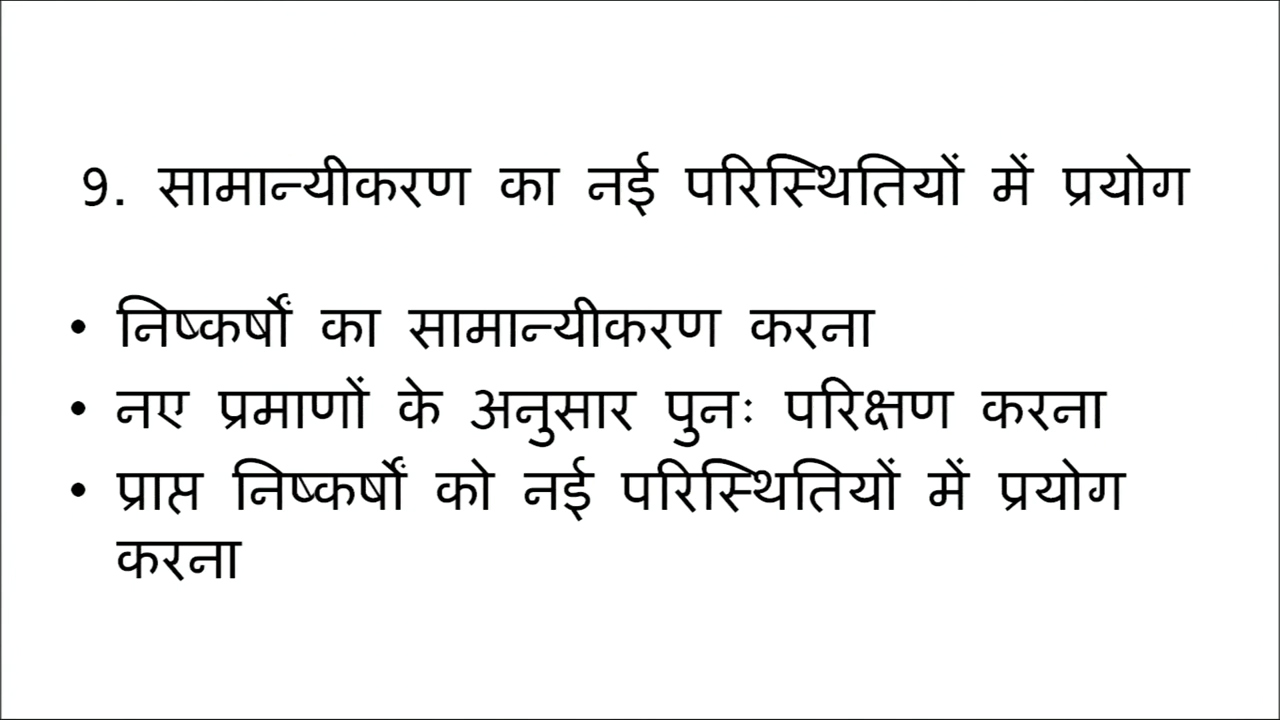 9. सामान्यीकरण का नई परिस्थितियों में प्रयोग
• निष्कर्षों का सामान्यीकरण करना
• नए प्रमाणों के अनुसार पुनः परिक्षण करना
• प्राप्त निष्कर्षों को नई परिस्थितियों में प्रयोग
करना